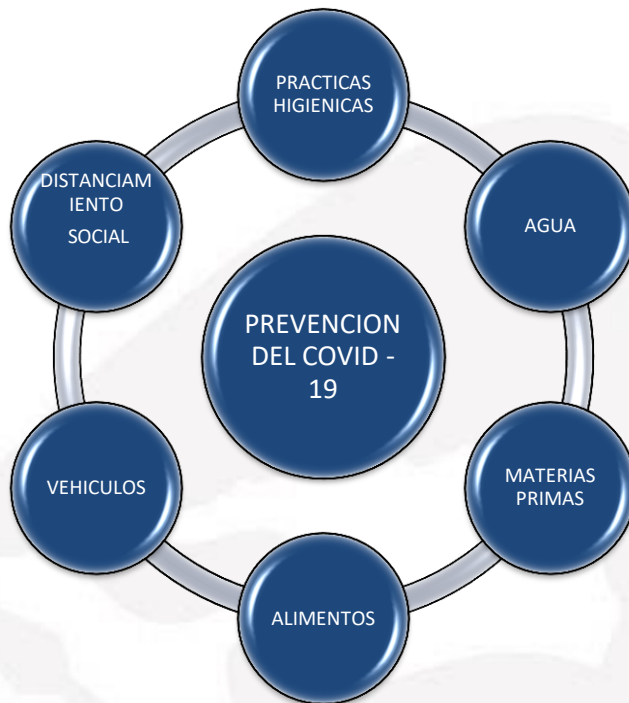 PRACTICAS
HIGIENICAS
DISTANCIAM
IENTO
SOCIAL
AGUA
PREVENCION
DEL COVID -
19
VEHICULOS
MATERIAS
PRIMAS
ALIMENTOS